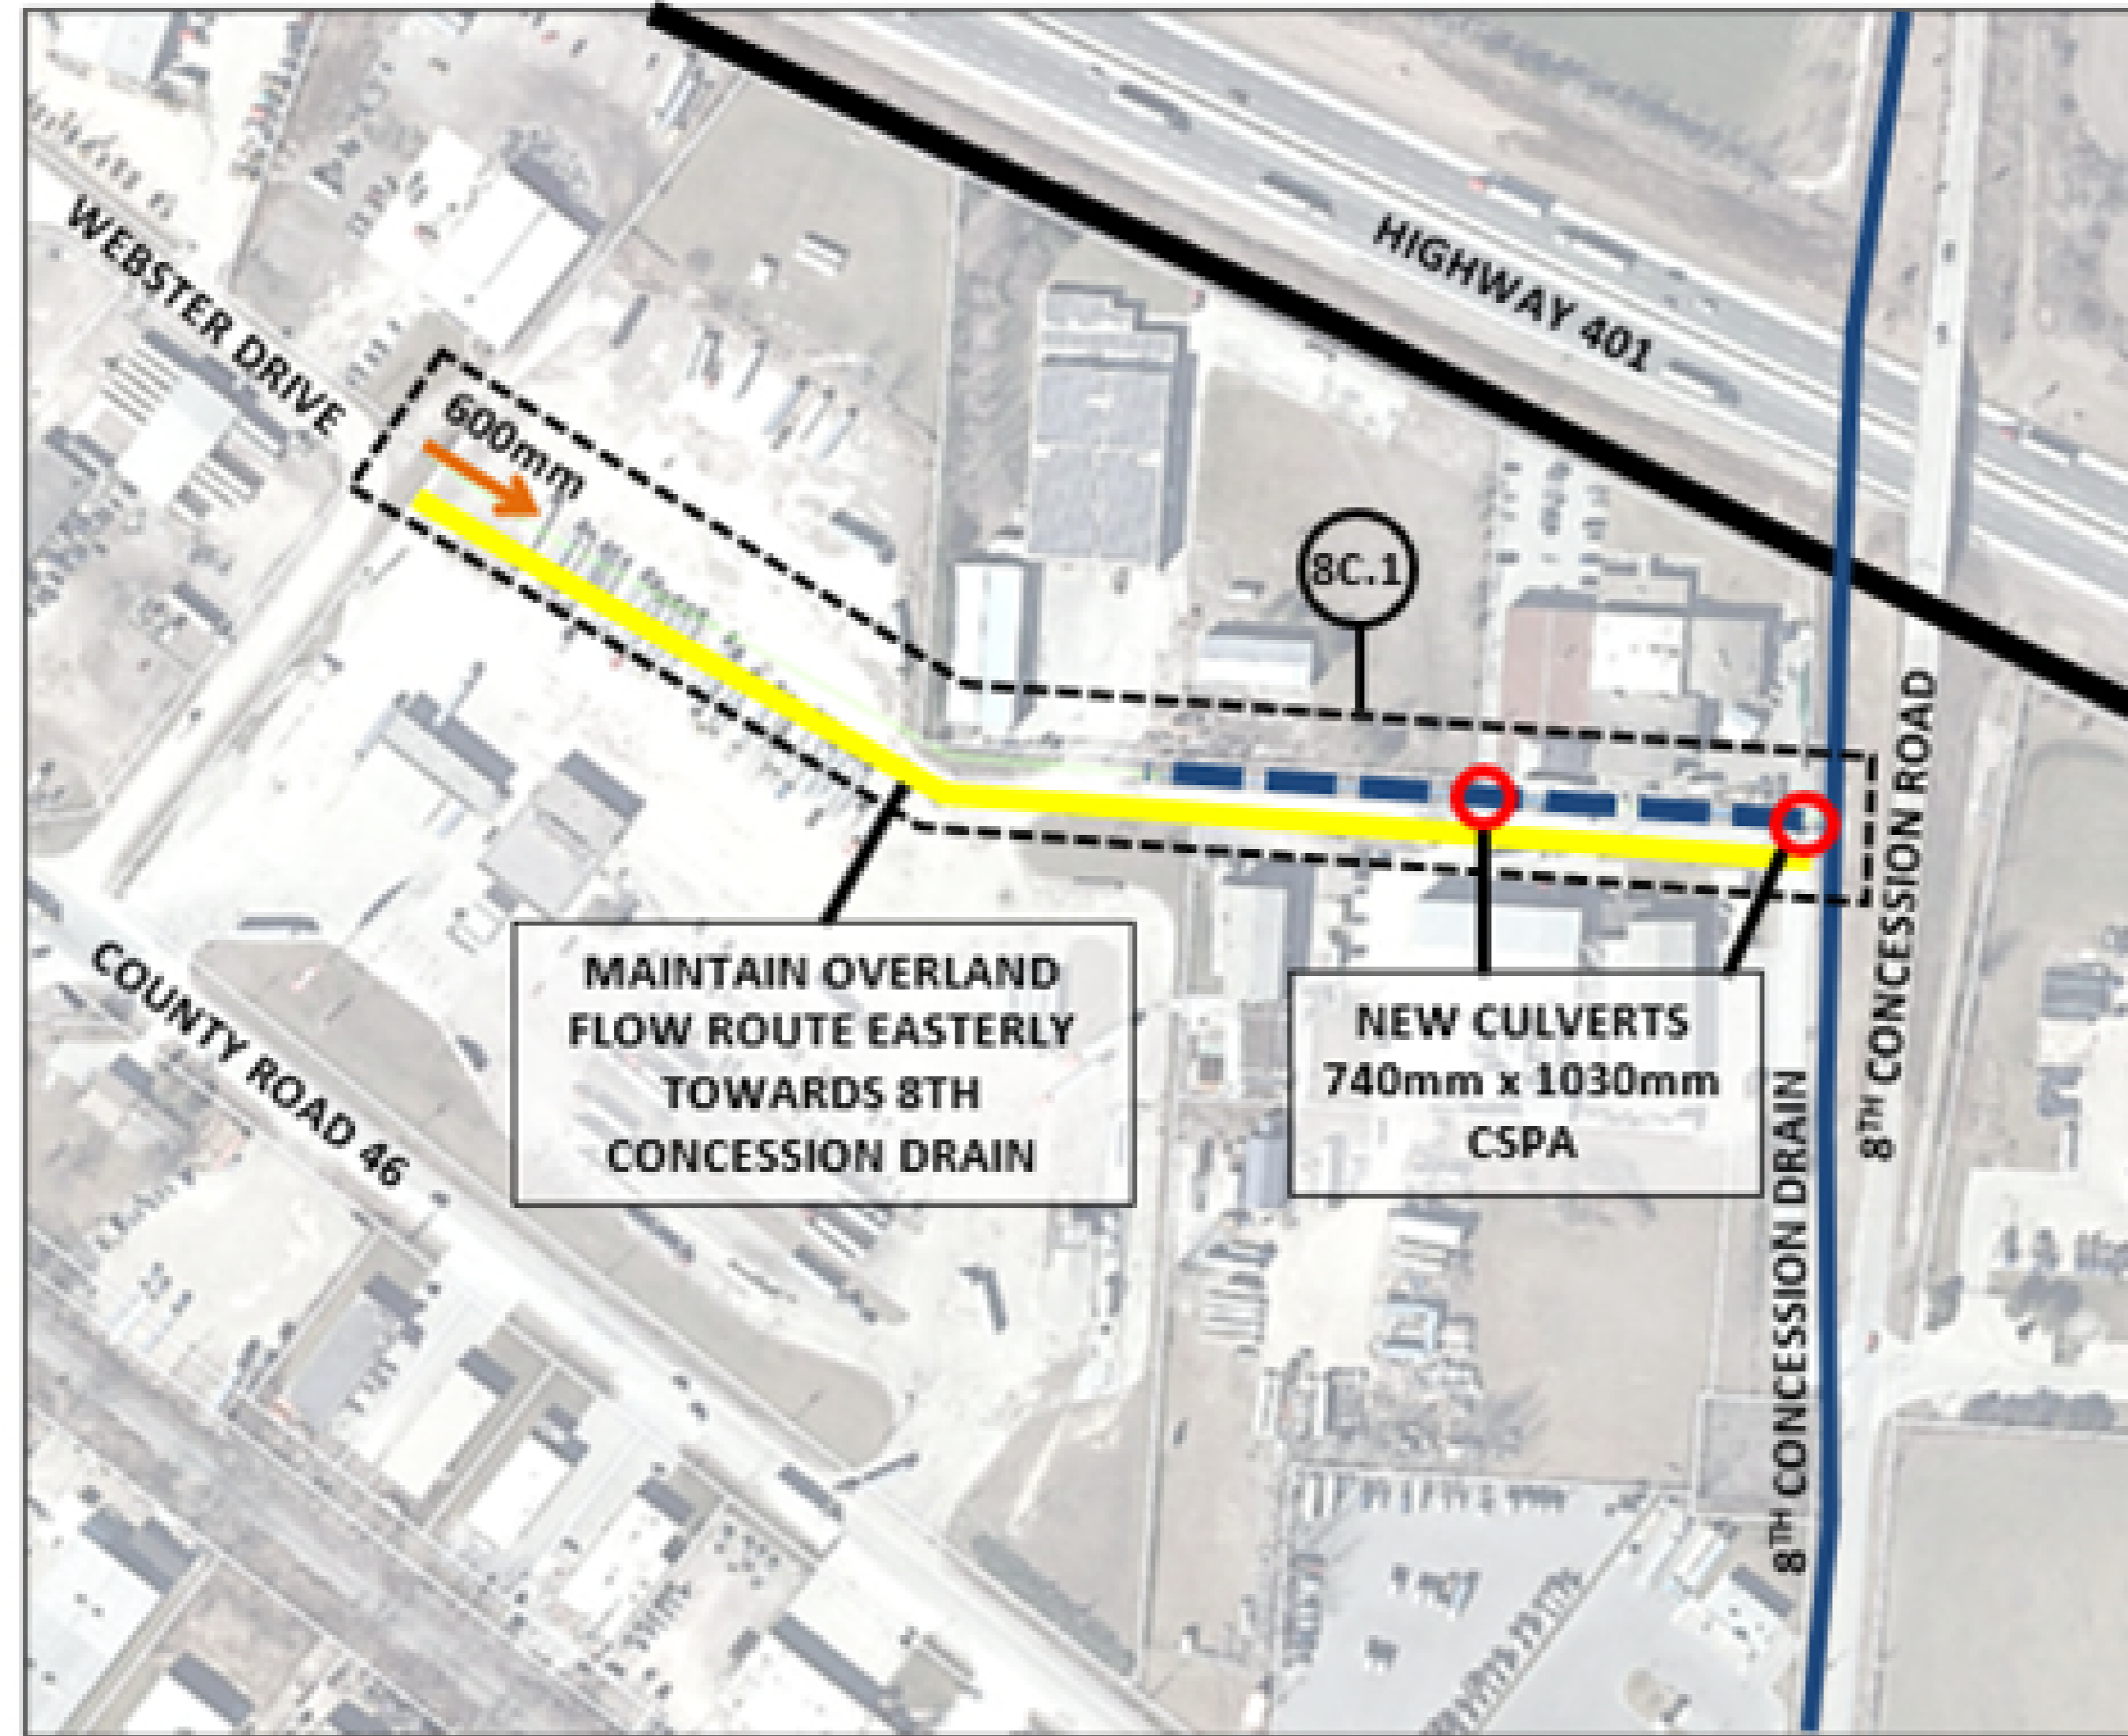 HIGHWAY 401
WEBSTER DRIVE
600mm
8C.1
8TH CONCESSION ROAD
MAINTAIN OVERLAND
FLOW ROUTE EASTERLY
TOWARDS 8TH
CONCESSION DRAIN
NEW CULVERTS
740mm x 1030mm
CSPA
COUNTY ROAD 46
8TH CONCESSION DRAIN